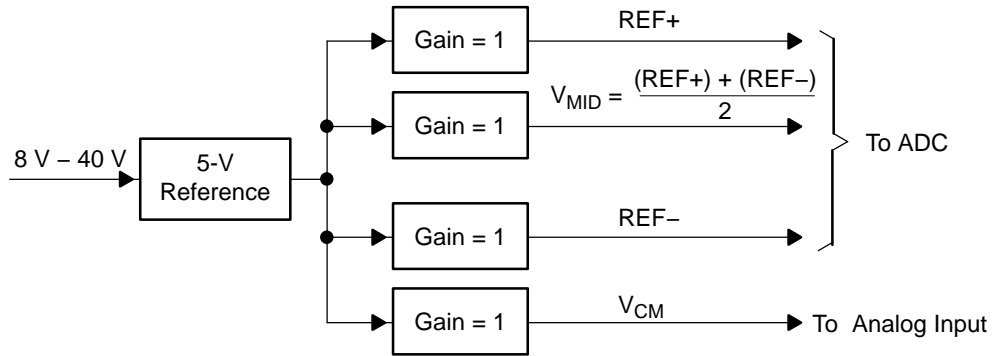 Gain = 1
REF+
Gain = 1
V_MID = (REF+) + (REF−)
2
To ADC
8 V – 40 V
5-V
Reference
Gain = 1
REF−
Gain = 1
V_CM
To Analog Input